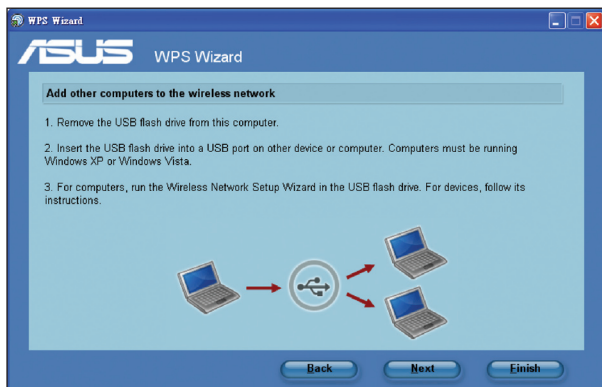 WPS Wizard
ASUS WPS Wizard
Add other computers to the wireless network
1. Remove the USB flash drive from this computer.
2. Insert the USB flash drive into a USB port on other device or computer. Computers must be running
Windows XP or Windows Vista.
3. For computers, run the Wireless Network Setup Wizard in the USB flash drive. For devices, follow its
instructions.
Back Next Finish